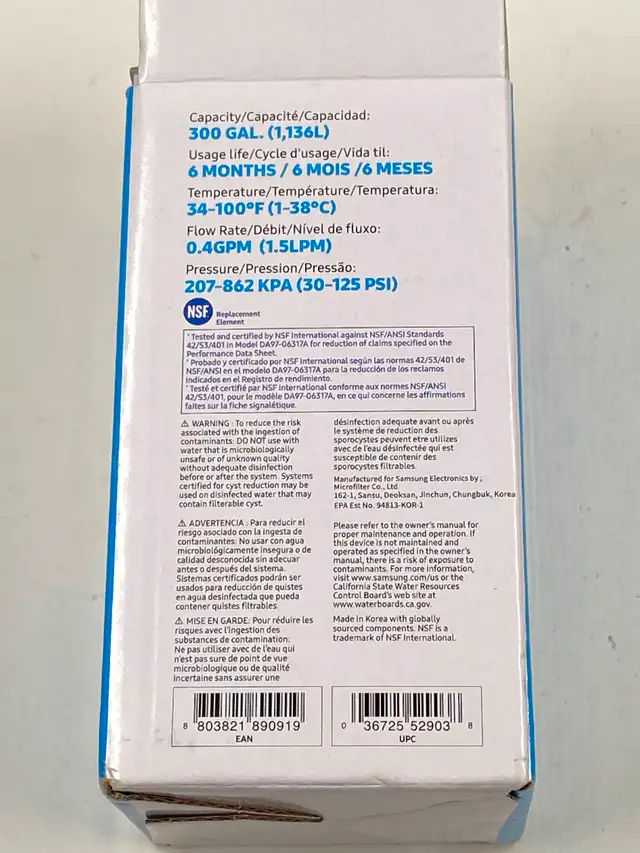 Capacity/Capacité/Capacidad:
300 GAL. (1,136L)
Usage life/Cycle d'usage/Vida til:
6 MONTHS / 6 MOIS /6 MESES
Temperature/Température/Temperatura:
34-100°F (1-38°C)
Flow Rate/Débit/Nível de fluxo:
0.4GPM (1.5LPM)
Pressure/Pression/Pressão:
207-862 KPA (30-125 PSI)
NSF Replacement
Element
*Tested and certified by NSF International against NSF/ANSI Standards
42/53/401 in Model DA97-06317A for reduction of claims specified on the
Performance Data Sheet.
*Probado y certificado por NSF International según las normas 42/53/401 de
NSF/ANSI en el modelo DA97-06317A para la reducción de los reclamos
indicados en el Registro de rendimiento.
*Testé et certifié par NSF International conforme aux normes NSF/ANSI
42/53/401, pour le modèle DA97-06317A, en ce qui concerne les affirmations
faites sur la fiche signalétique.
⚠ WARNING: To reduce the risk
associated with the ingestion of
contaminants: DO NOT use with
water that is microbiologically
unsafe or of unknown quality
without adequate disinfection
before or after the system. Systems
certified for cyst reduction may be
used on disinfected water that may
contain filterable cyst.
⚠ ADVERTENCIA : Para reducir el
riesgo asociado con la ingesta de
contaminantes: No usar con agua
microbiológicamente insegura o de
calidad desconocida sin adecuar
antes o después del sistema.
Sistemas certificados podrán ser
usados para reducción de quistes
en agua desinfectada que pueda
contener quistes filtrables.
⚠ MISE EN GARDE: Pour réduire les
risques avec l'ingestion des
substances de contamination:
Ne pas utiliser avec de l'eau qui
n'est pas sure de point de vue
microbiologique ou de qualité
incertaine sans assurer une
désinfection adequate avant ou après
le système de reduction des
sporocystes peuvent etre utilizes
avec de l'eau désinfectée qui est
susceptible de contenir des
sporocystes filtrables.
Manufactured for Samsung Electronics by ;
Microfilter Co., Ltd
162-1, Sansu, Deoksan, Jinchun, Chungbuk, Korea
EPA Est No. 94813-KOR-1
Please refer to the owner's manual for
proper maintenance and operation. If
this device is not maintained and
operated as specified in the owner's
manual, there is a risk of exposure to
contaminants. For more information,
visit www.samsung.com/us or the
California State Water Resources
Control Board's web site at
www.waterboards.ca.gov.
Made in Korea with globally
sourced components. NSF is a
trademark of NSF International.
8 803821 890919
EAN
0 36725 52903 8
UPC